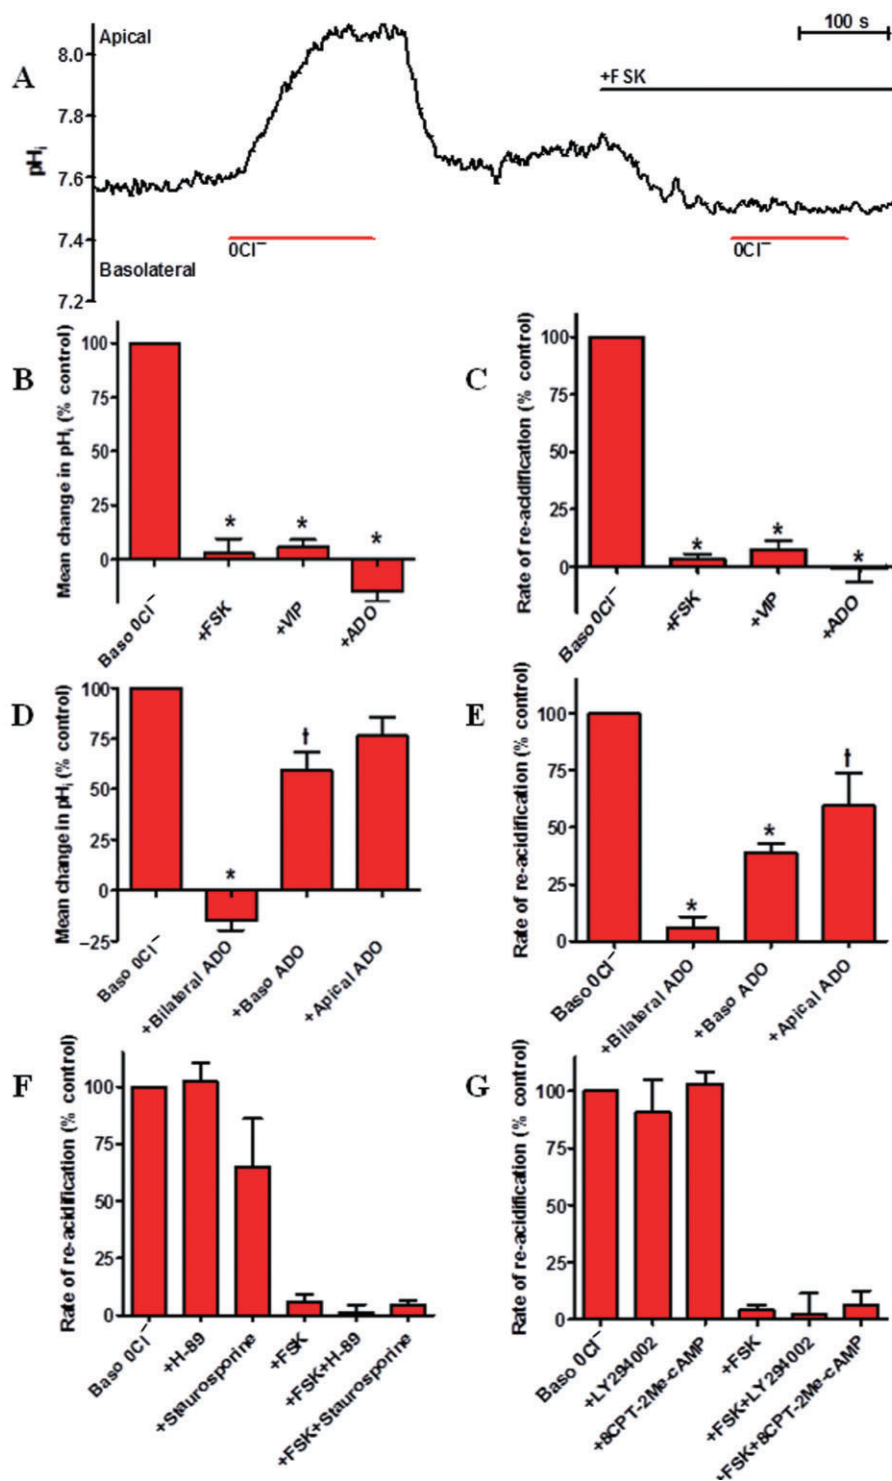 Apical
100 s
8.0
A
+FSK
7.8
pHi
7.6
7.4
0Cl⁻
0Cl⁻
Basolateral
7.2
B
Mean change in pHi (% control)
100
75
50
25
0
Baso 0Cl⁻
+FSK
+VIP
+ADO
*
*
*
C
Rate of re-acidification (% control)
100
75
50
25
0
Baso 0Cl⁻
+FSK
+VIP
+ADO
*
*
*
D
Mean change in pHi (% control)
100
75
50
25
0
−25
Baso 0Cl⁻
+Bilateral ADO
+Baso ADO
+Apical ADO
*
†
E
Rate of re-acidification (% control)
100
75
50
25
0
Baso 0Cl⁻
+Bilateral ADO
+Baso ADO
+Apical ADO
*
*
†
F
Rate of re-acidification (% control)
100
75
50
25
0
Baso 0Cl⁻
+H-89
+Staurosporine
+FSK
+FSK+H-89
+FSK+Staurosporine
G
Rate of re-acidification (% control)
100
75
50
25
0
Baso 0Cl⁻
+LY294002
+8CPT-2Me-cAMP
+FSK
+FSK+LY294002
+FSK+8CPT-2Me-cAMP